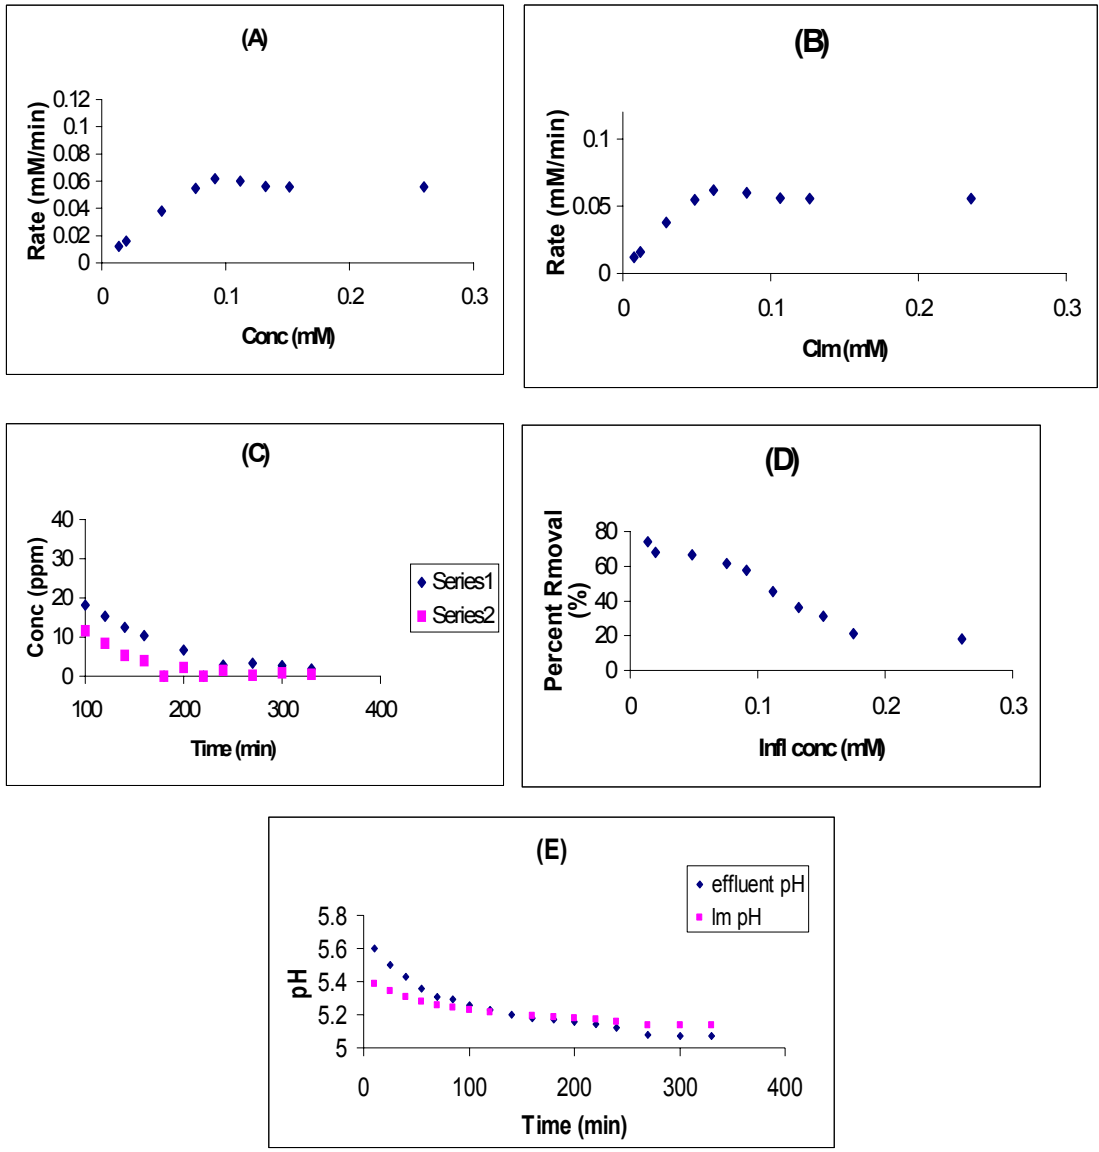 (A)
0.12
0.1
0.08
0.06
0.04
0.02
0
Rate (mM/min)
0 0.1 0.2 0.3
Conc (mM)
(B)
0.1
0.05
0
Rate (mM/min)
0 0.1 0.2 0.3
Clm (mM)
(C)
40
30
20
10
0
Conc (ppm)
100 200 300 400
Time (min)
Series1
Series2
(D)
80
60
40
20
0
Percent Rmoval
(%)
0 0.1 0.2 0.3
Infl conc (mM)
(E)
effluent pH
lm pH
5.8
5.6
5.4
5.2
5
pH
0 100 200 300 400
Time (min)